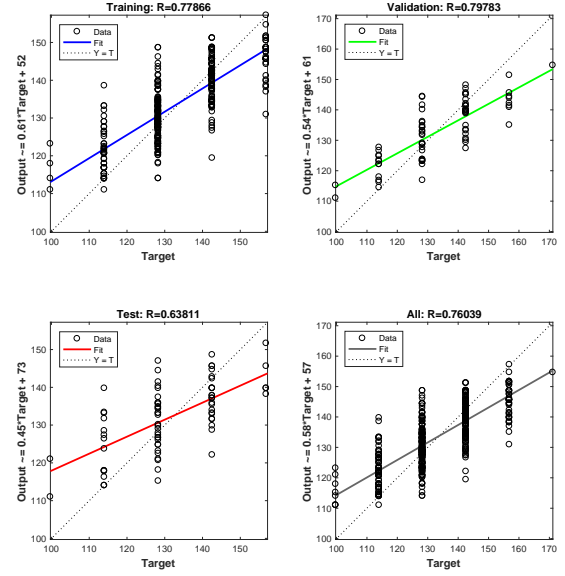 Training: R=0.77866
Output ~= 0.61*Target + 52
150
140
130
120
110
100
Data
Fit
Y = T
100 110 120 130 140 150
Target
Validation: R=0.79783
Output ~= 0.54*Target + 61
170
160
150
140
130
120
110
100
Data
Fit
Y = T
100 110 120 130 140 150 160 170
Target
Test: R=0.63811
Output ~= 0.45*Target + 73
150
140
130
120
110
100
Data
Fit
Y = T
100 110 120 130 140 150
Target
All: R=0.76039
Output ~= 0.58*Target + 57
170
160
150
140
130
120
110
100
Data
Fit
Y = T
100 110 120 130 140 150 160 170
Target